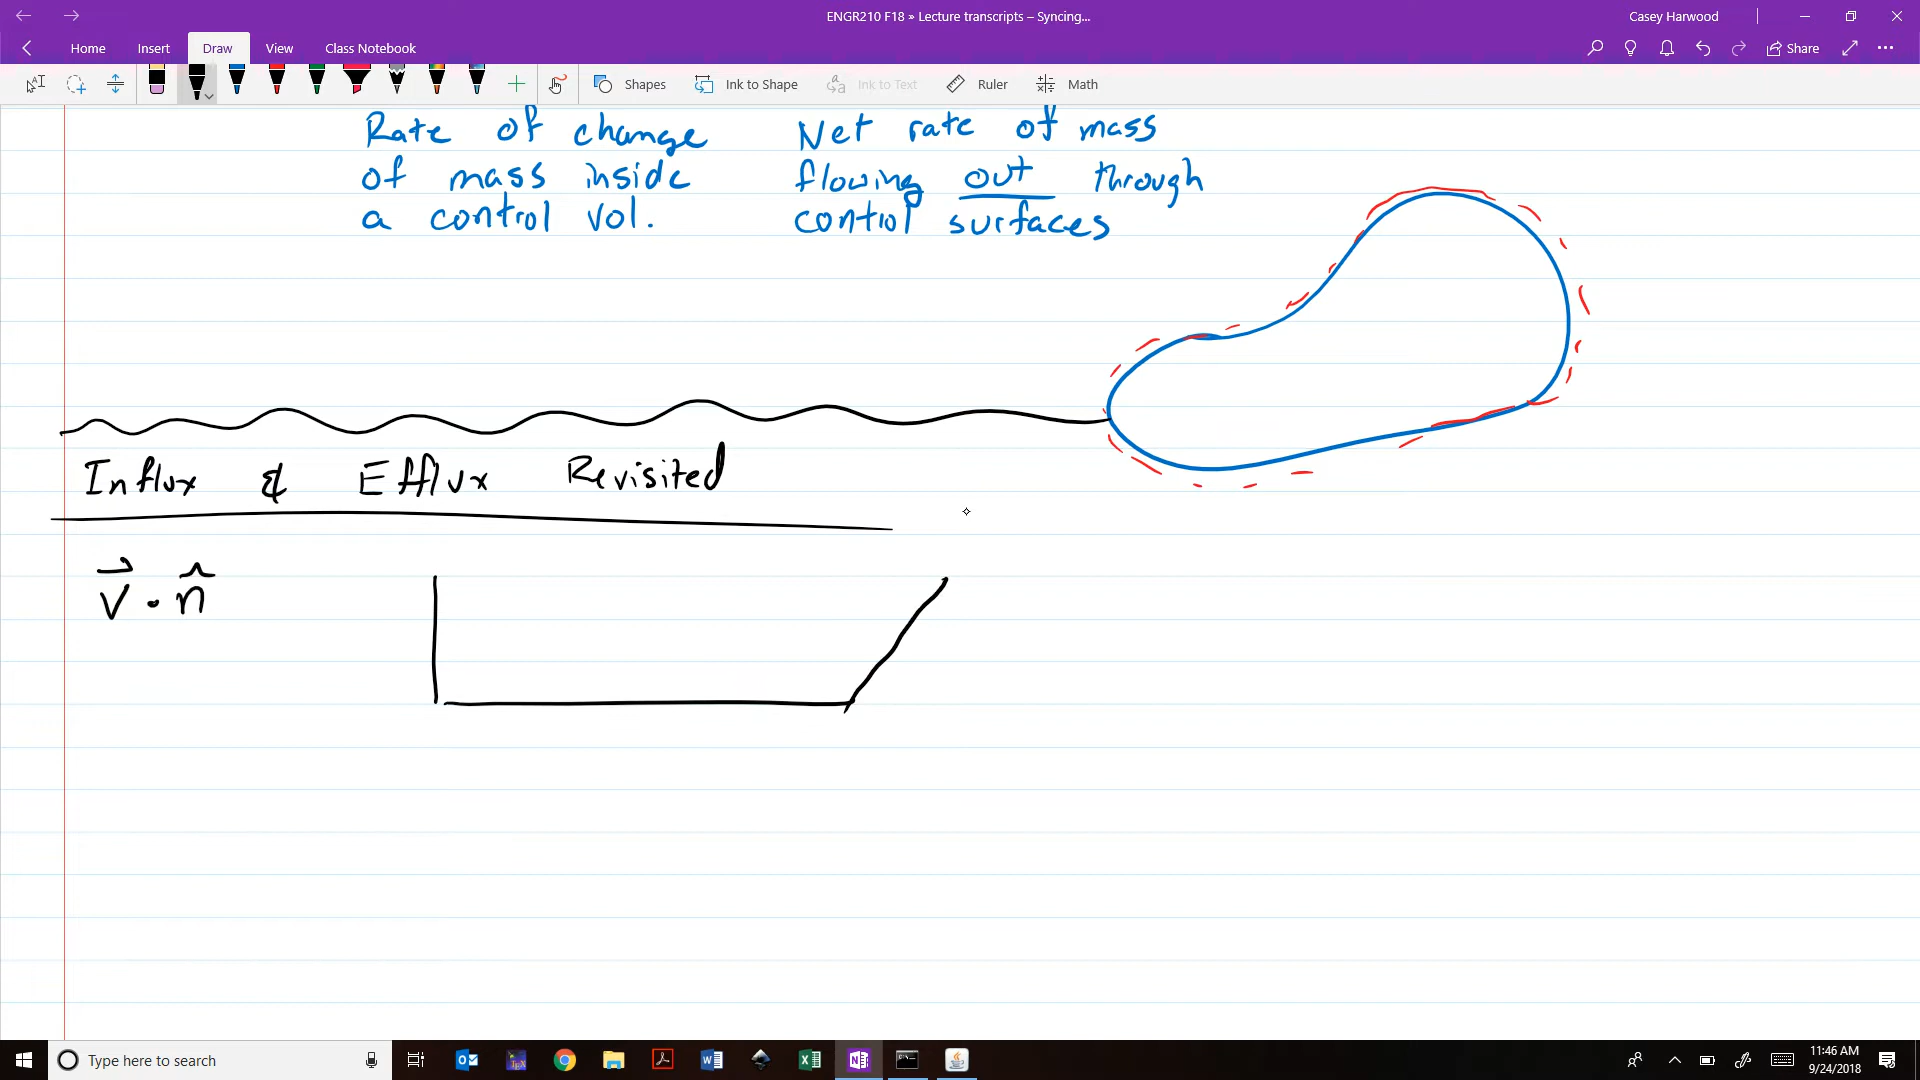 ENGR210 F18 » Lecture transcripts – Syncing...
Casey Harwood
Home Insert Draw View Class Notebook
Share
Shapes Ink to Shape Ink to Text Ruler Math
Rate of change
of mass inside
a control vol.
Net rate of mass
flowing out through
control surfaces
Influx & Efflux Revisited
v⃗ · n̂
Type here to search
11:46 AM
9/24/2018